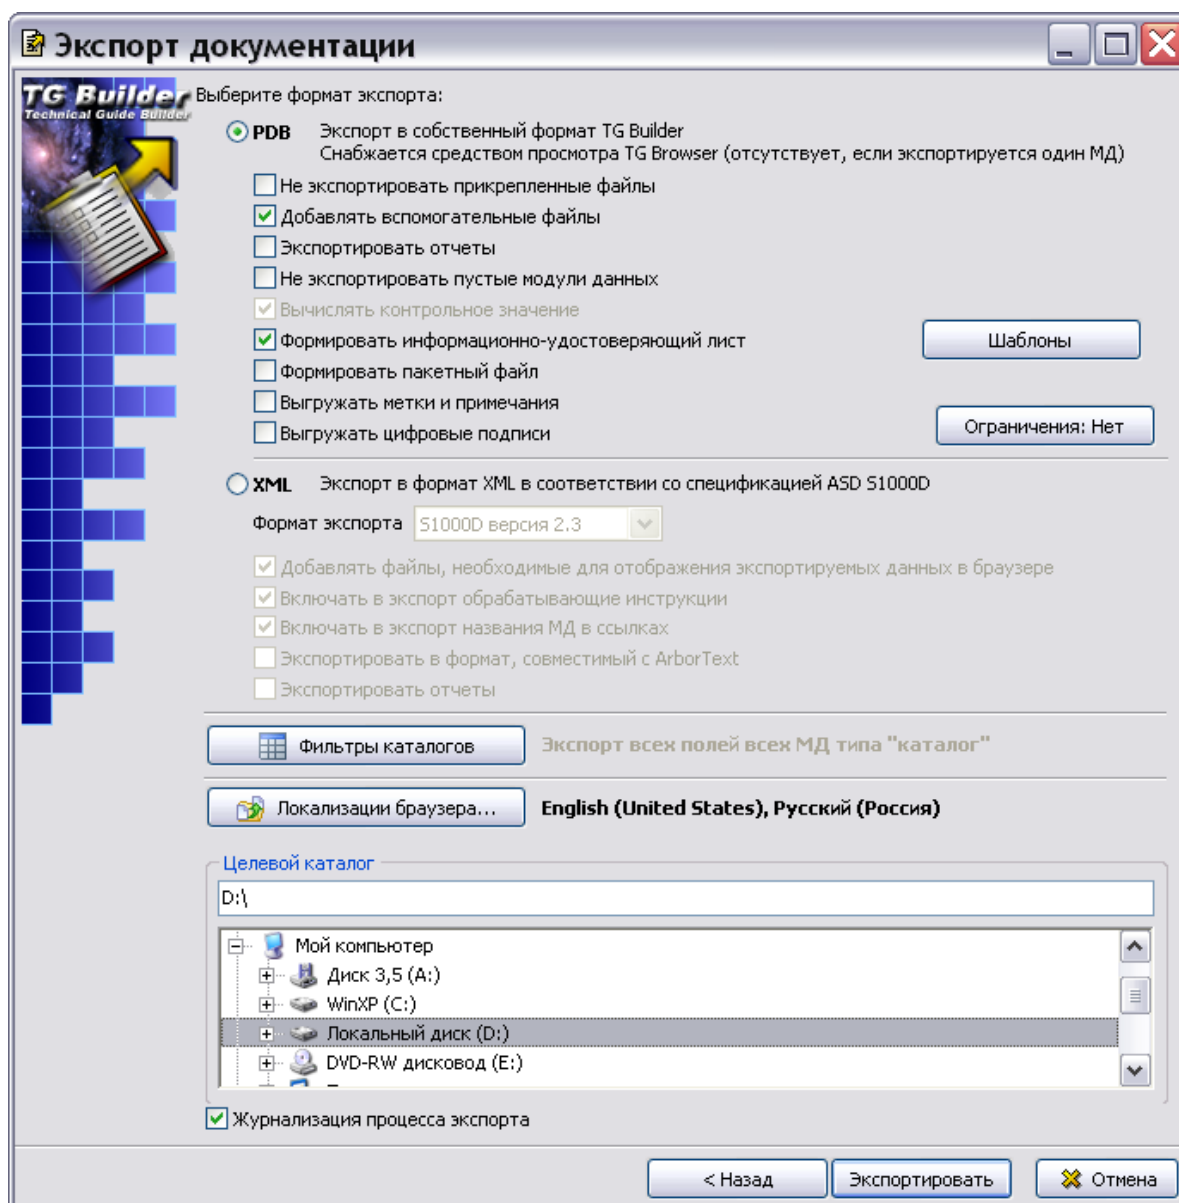 Экспорт документации
TG Builder
Technical Guide Builder
Выберите формат экспорта:
PDB Экспорт в собственный формат TG Builder
Снабжается средством просмотра TG Browser (отсутствует, если экспортируется один МД)
Не экспортировать прикрепленные файлы
Добавлять вспомогательные файлы
Экспортировать отчеты
Не экспортировать пустые модули данных
Вычислять контрольное значение
Формировать информационно-удостоверяющий лист
Шаблоны
Формировать пакетный файл
Выгружать метки и примечания
Выгружать цифровые подписи
Ограничения: Нет
XML Экспорт в формат XML в соответствии со спецификацией ASD S1000D
Формат экспорта S1000D версия 2.3
Добавлять файлы, необходимые для отображения экспортируемых данных в браузере
Включать в экспорт обрабатывающие инструкции
Включать в экспорт названия МД в ссылках
Экспортировать в формат, совместимый с ArborText
Экспортировать отчеты
Фильтры каталогов Экспорт всех полей всех МД типа "каталог"
Локализации браузера... English (United States), Русский (Россия)
Целевой каталог
D:\
Мой компьютер
Диск 3,5 (A:)
WinXP (C:)
Локальный диск (D:)
DVD-RW дисковод (E:)
Журнализация процесса экспорта
< Назад Экспортировать Отмена